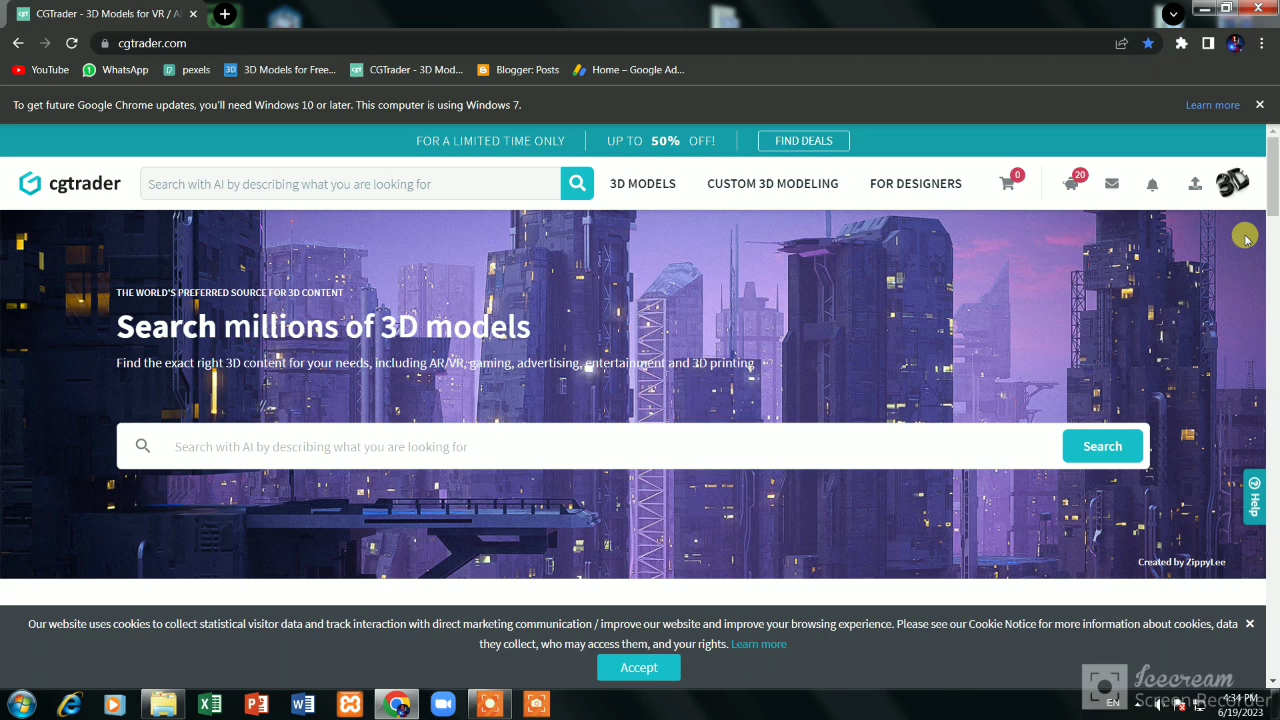 CGTrader - 3D Models for VR / A
cgtrader.com
YouTube
WhatsApp
pexels
3D Models for Free...
CGTrader - 3D Mod...
Blogger: Posts
Home – Google Ad...
To get future Google Chrome updates, you'll need Windows 10 or later. This computer is using Windows 7.
Learn more
FOR A LIMITED TIME ONLY
UP TO 50% OFF!
FIND DEALS
cgtrader
Search with AI by describing what you are looking for
3D MODELS
CUSTOM 3D MODELING
FOR DESIGNERS
0
20
THE WORLD'S PREFERRED SOURCE FOR 3D CONTENT
Search millions of 3D models
Find the exact right 3D content for your needs, including AR/VR, gaming, advertising, entertainment and 3D printing.
Search with AI by describing what you are looking for
Search
Help
Created by ZippyLee
Our website uses cookies to collect statistical visitor data and track interaction with direct marketing communication / improve our website and improve your browsing experience. Please see our Cookie Notice for more information about cookies, data
they collect, who may access them, and your rights. Learn more
Accept
Icecream
Screen Recorder
EN
4:34 PM
6/19/2023